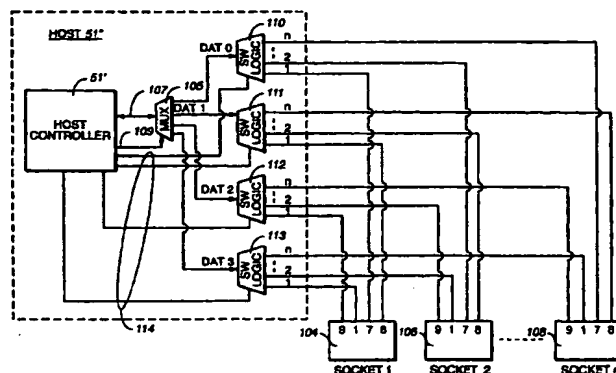 HOST 51"
51'
HOST CONTROLLER
107
109
105
MUX
114
DAT 0
DAT 1
DAT 2
DAT 3
110
SW LOGIC
n
2
1
111
SW LOGIC
n
2
1
112
SW LOGIC
n
2
1
113
SW LOGIC
n
2
1
104
9 1 7 8
SOCKET 1
106
9 1 7 8
SOCKET 2
108
9 1 7 8
SOCKET